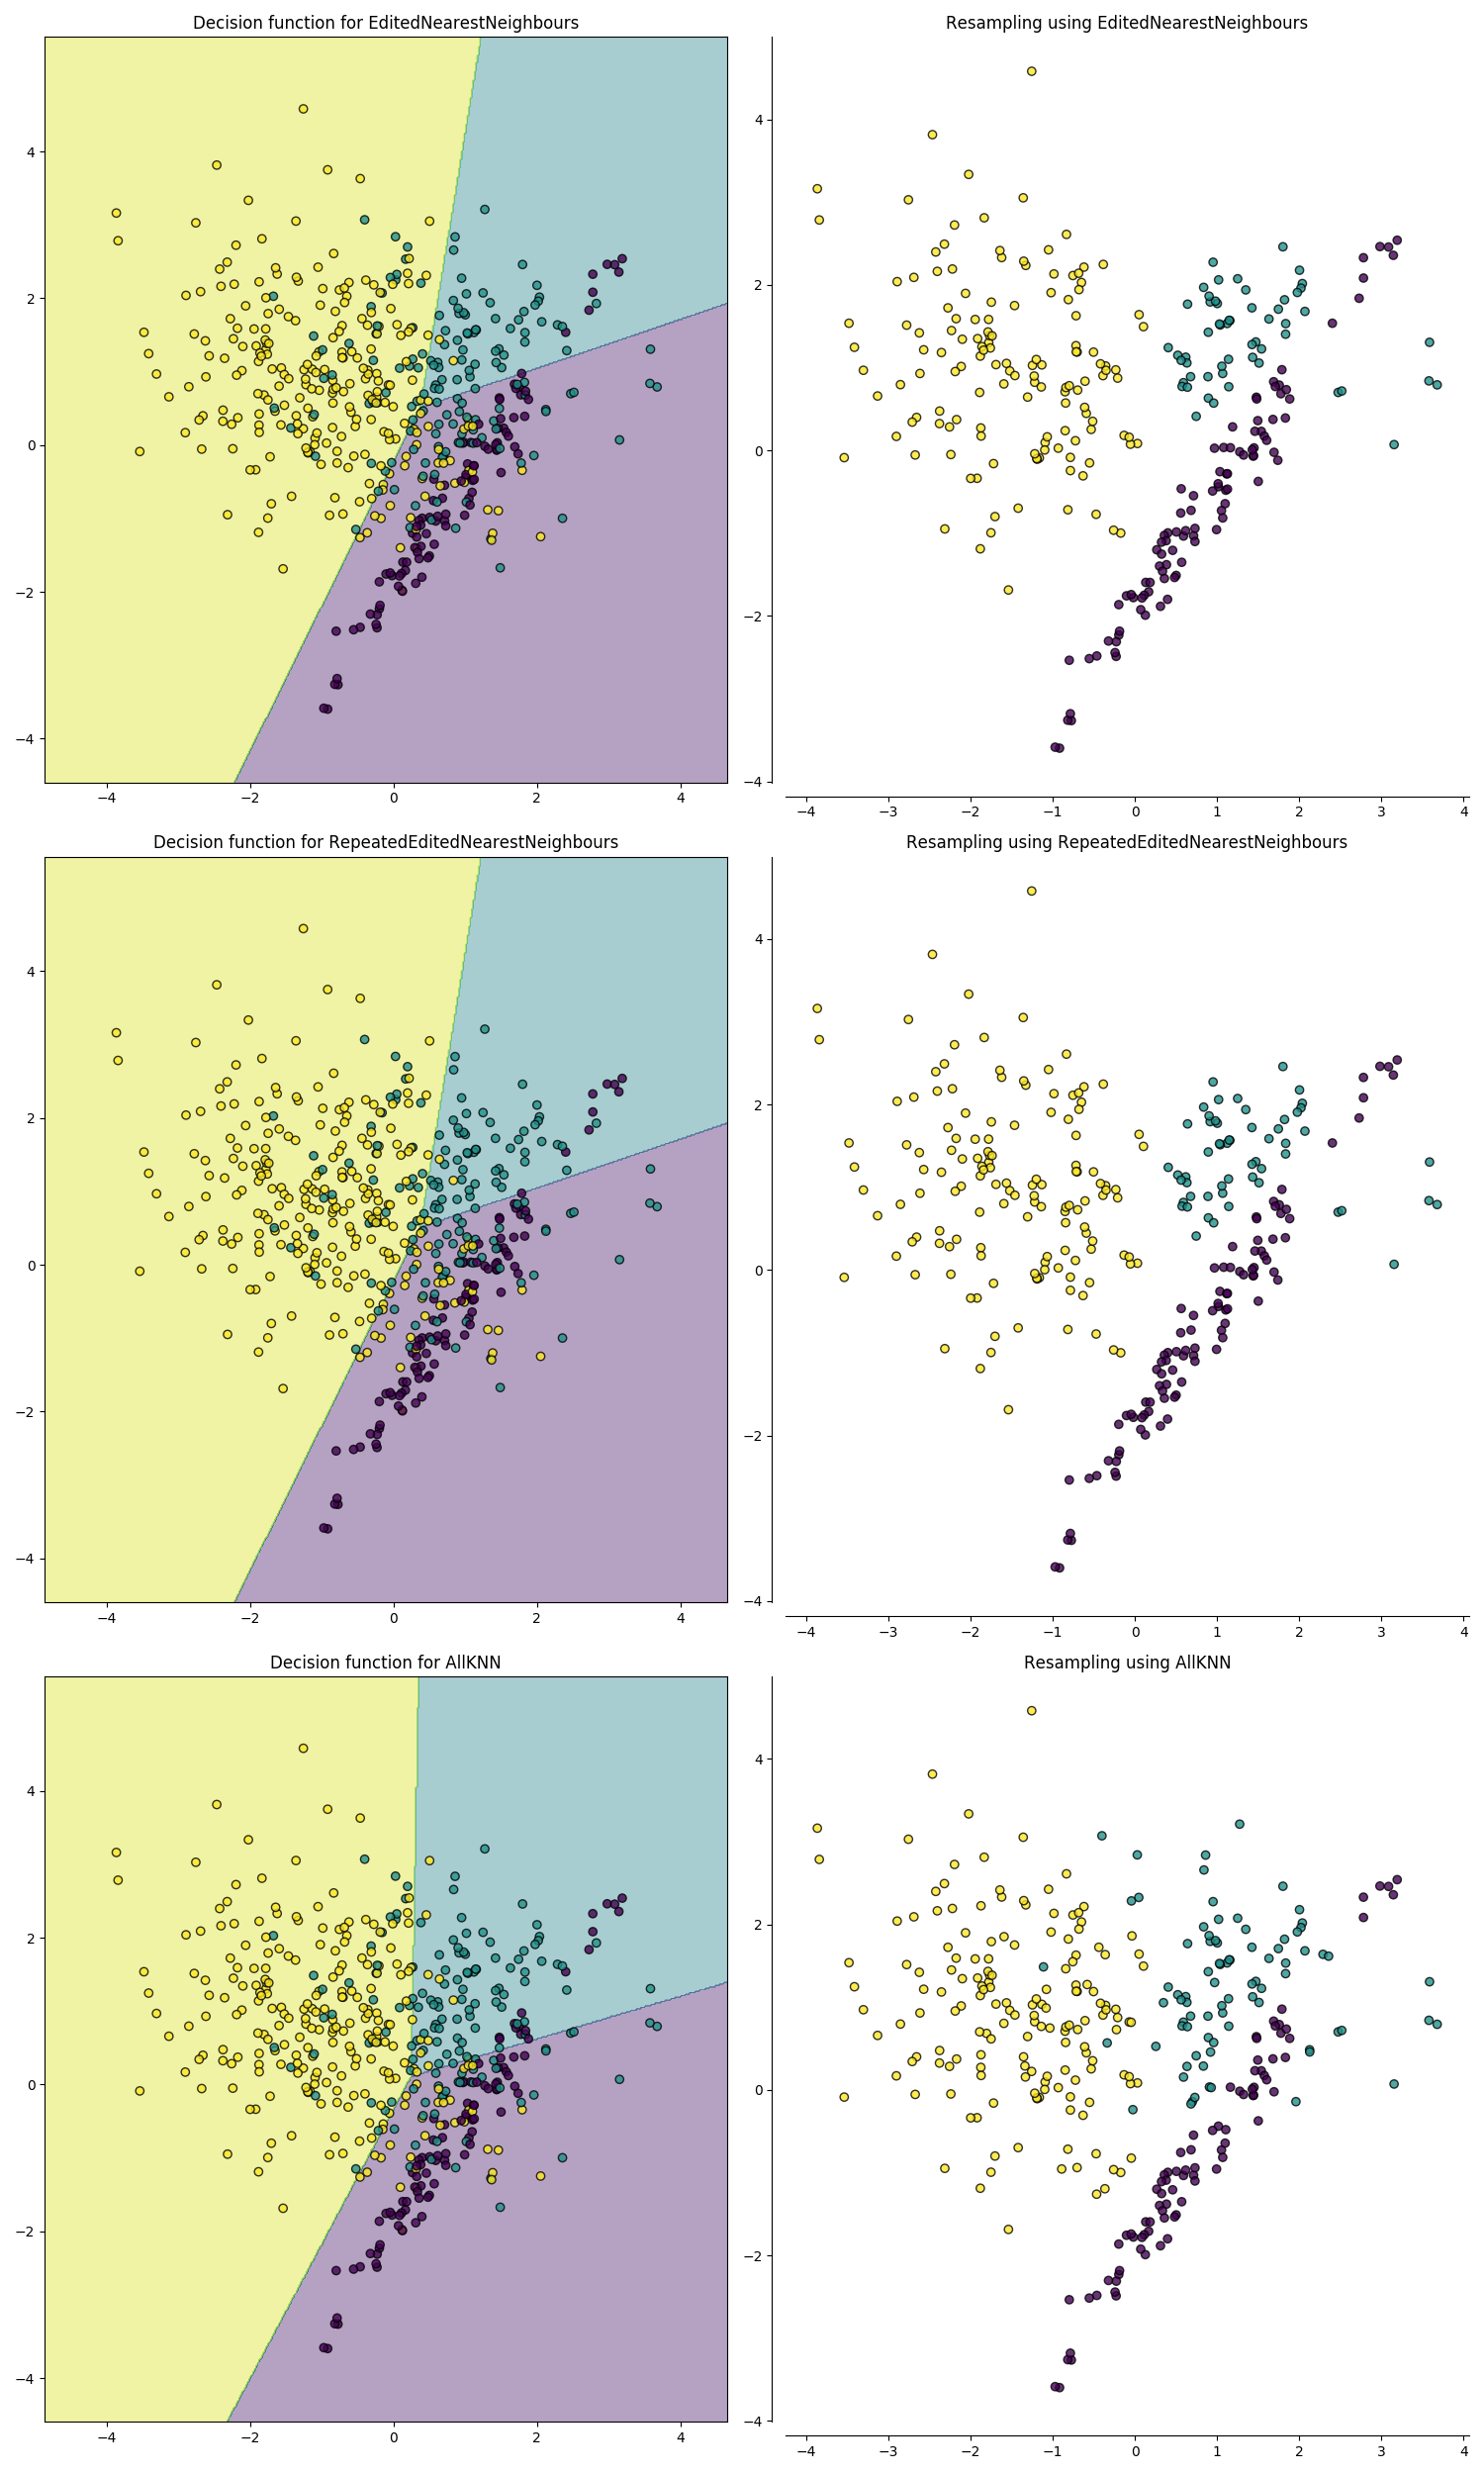 Decision function for EditedNearestNeighbours
Resampling using EditedNearestNeighbours
4
2
0
−2
−4
−4 −2 0 2 4
4
2
0
−2
−4
−4 −3 −2 −1 0 1 2 3 4
Decision function for RepeatedEditedNearestNeighbours
Resampling using RepeatedEditedNearestNeighbours
4
2
0
−2
−4
−4 −2 0 2 4
4
2
0
−2
−4
−4 −3 −2 −1 0 1 2 3 4
Decision function for AllKNN
Resampling using AllKNN
4
2
0
−2
−4
−4 −2 0 2 4
4
2
0
−2
−4
−4 −3 −2 −1 0 1 2 3 4